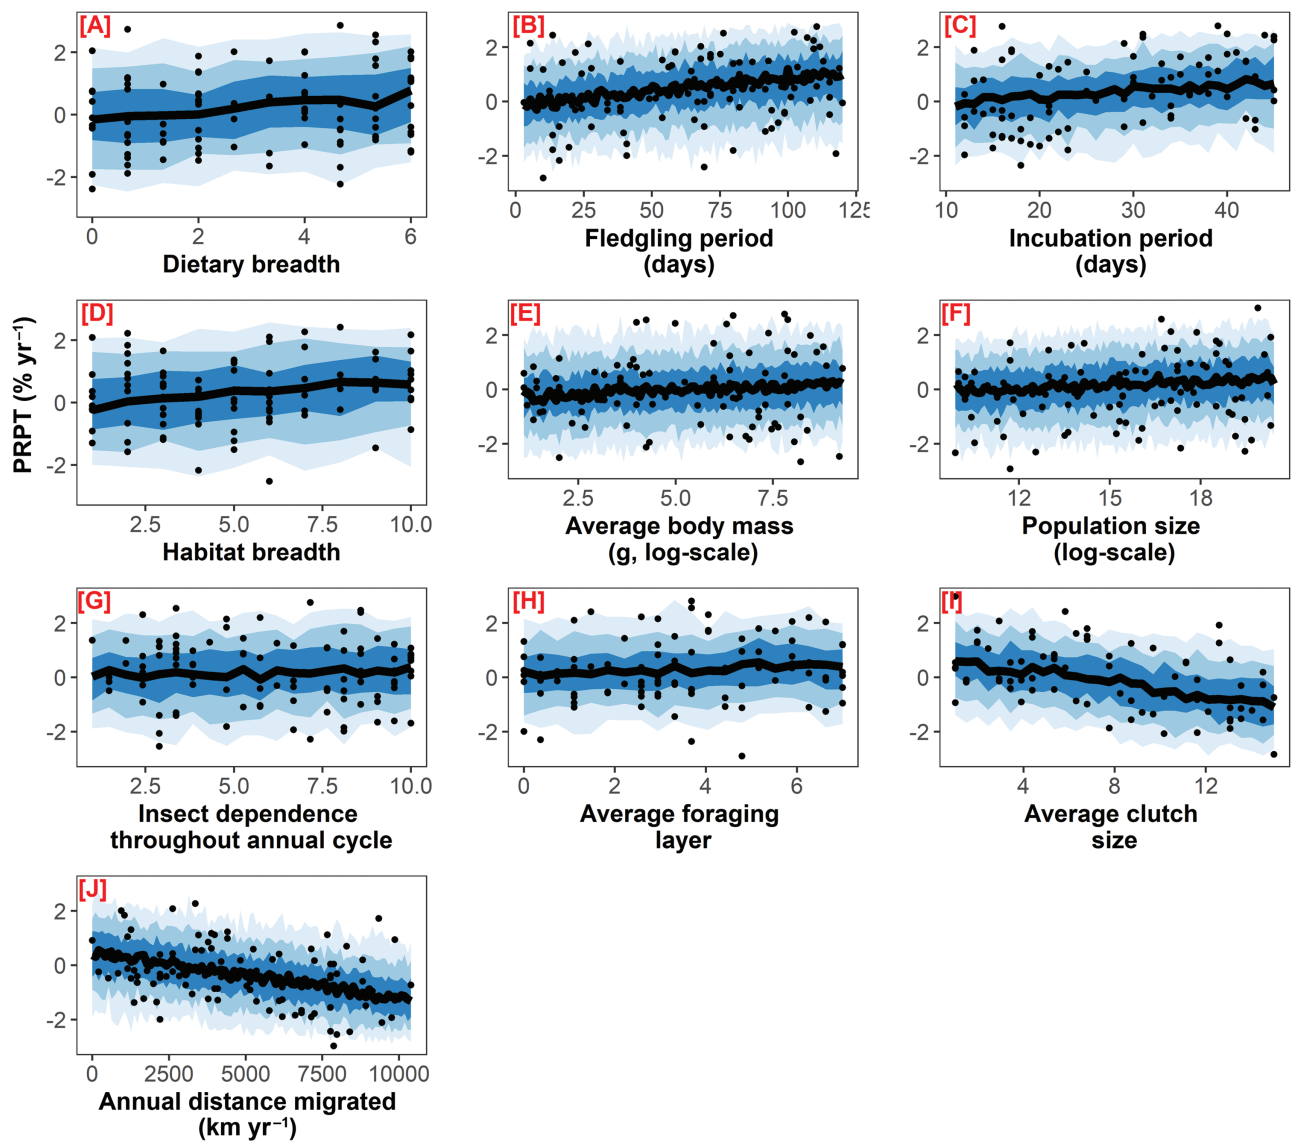 [A]
2
0
-2
0 2 4 6
Dietary breadth
[B]
2
0
-2
0 25 50 75 100 125
Fledgling period
(days)
[C]
2
0
-2
10 20 30 40
Incubation period
(days)
PRPT (% yr⁻¹)
[D]
2
0
-2
2.5 5.0 7.5 10.0
Habitat breadth
[E]
2
0
-2
2.5 5.0 7.5
Average body mass
(g, log-scale)
[F]
2
0
-2
12 15 18
Population size
(log-scale)
[G]
2
0
-2
2.5 5.0 7.5 10.0
Insect dependence
throughout annual cycle
[H]
2
0
-2
0 2 4 6
Average foraging
layer
[I]
2
0
-2
4 8 12
Average clutch
size
[J]
2
0
-2
0 2500 5000 7500 10000
Annual distance migrated
(km yr⁻¹)